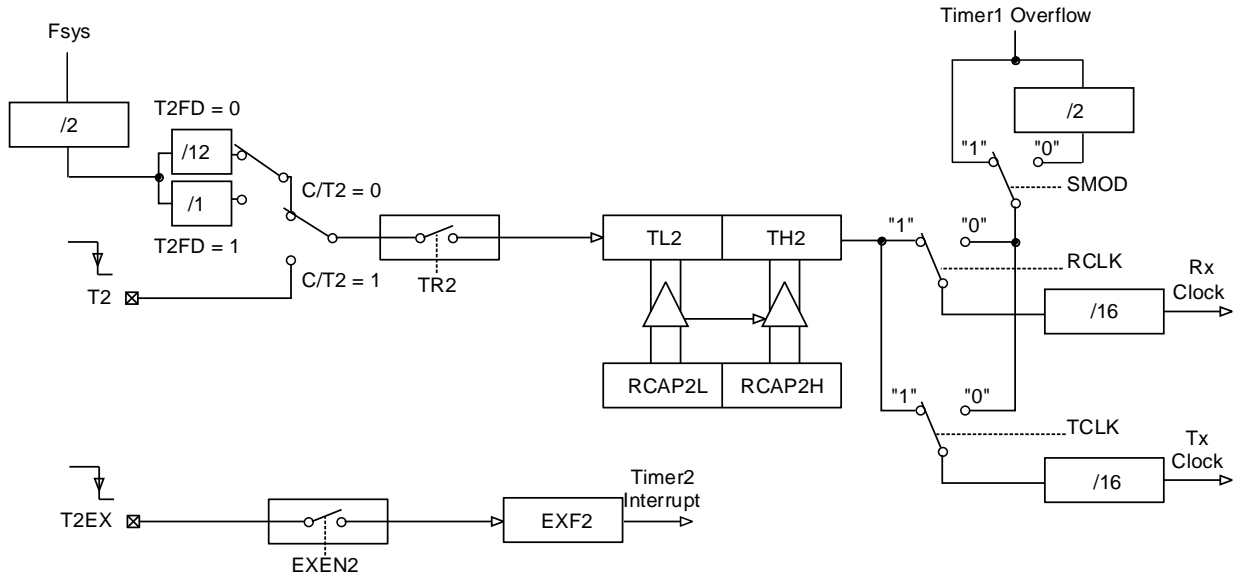 Timer1 Overflow
Fsys
/2
T2FD = 0
/2
/12
"1"
"0"
C/T2 = 0
SMOD
/1
T2FD = 1
TL2
TH2
"1"
"0"
C/T2 = 1
TR2
RCLK
Rx
Clock
T2
/16
RCAP2L
RCAP2H
"1"
"0"
TCLK
Tx
Clock
/16
Timer2
Interrupt
T2EX
EXF2
EXEN2